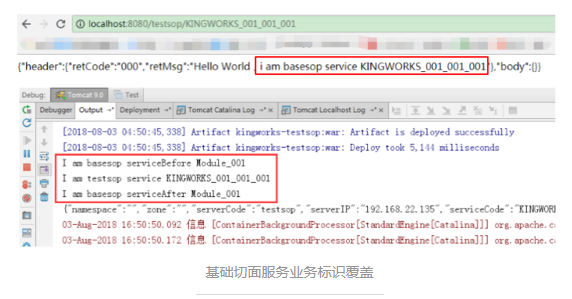 localhost:8080/testsop/KINGWORKS_001_001_001
{"header":{"retCode":"000","retMsg":"Hello World , i am basesop service KINGWORKS_001_001_001"},"body":{}}
Debug: Tomcat 9.0 Test
Debugger Output Deployment Tomcat Catalina Log Tomcat Localhost Log
[2018-08-03 04:50:45,338] Artifact kingworks-testsop:war: Artifact is deployed successfully
[2018-08-03 04:50:45,338] Artifact kingworks-testsop:war: Deploy took 5,144 milliseconds
I am basesop serviceBefore Module_001
I am testsop service KINGWORKS_001_001_001
I am basesop serviceAfter Module_001
{"namespace":"","zone":"","serverCode":"testsop","serverIP":"192.168.22.135","serviceCode":"KINGWOR
03-Aug-2018 16:50:50.092 信息 [ContainerBackgroundProcessor[StandardEngine[Catalina]]] org.apache.ca
03-Aug-2018 16:50:50.172 信息 [ContainerBackgroundProcessor[StandardEngine[Catalina]]] org.apache.ca
基础切面服务业务标识覆盖